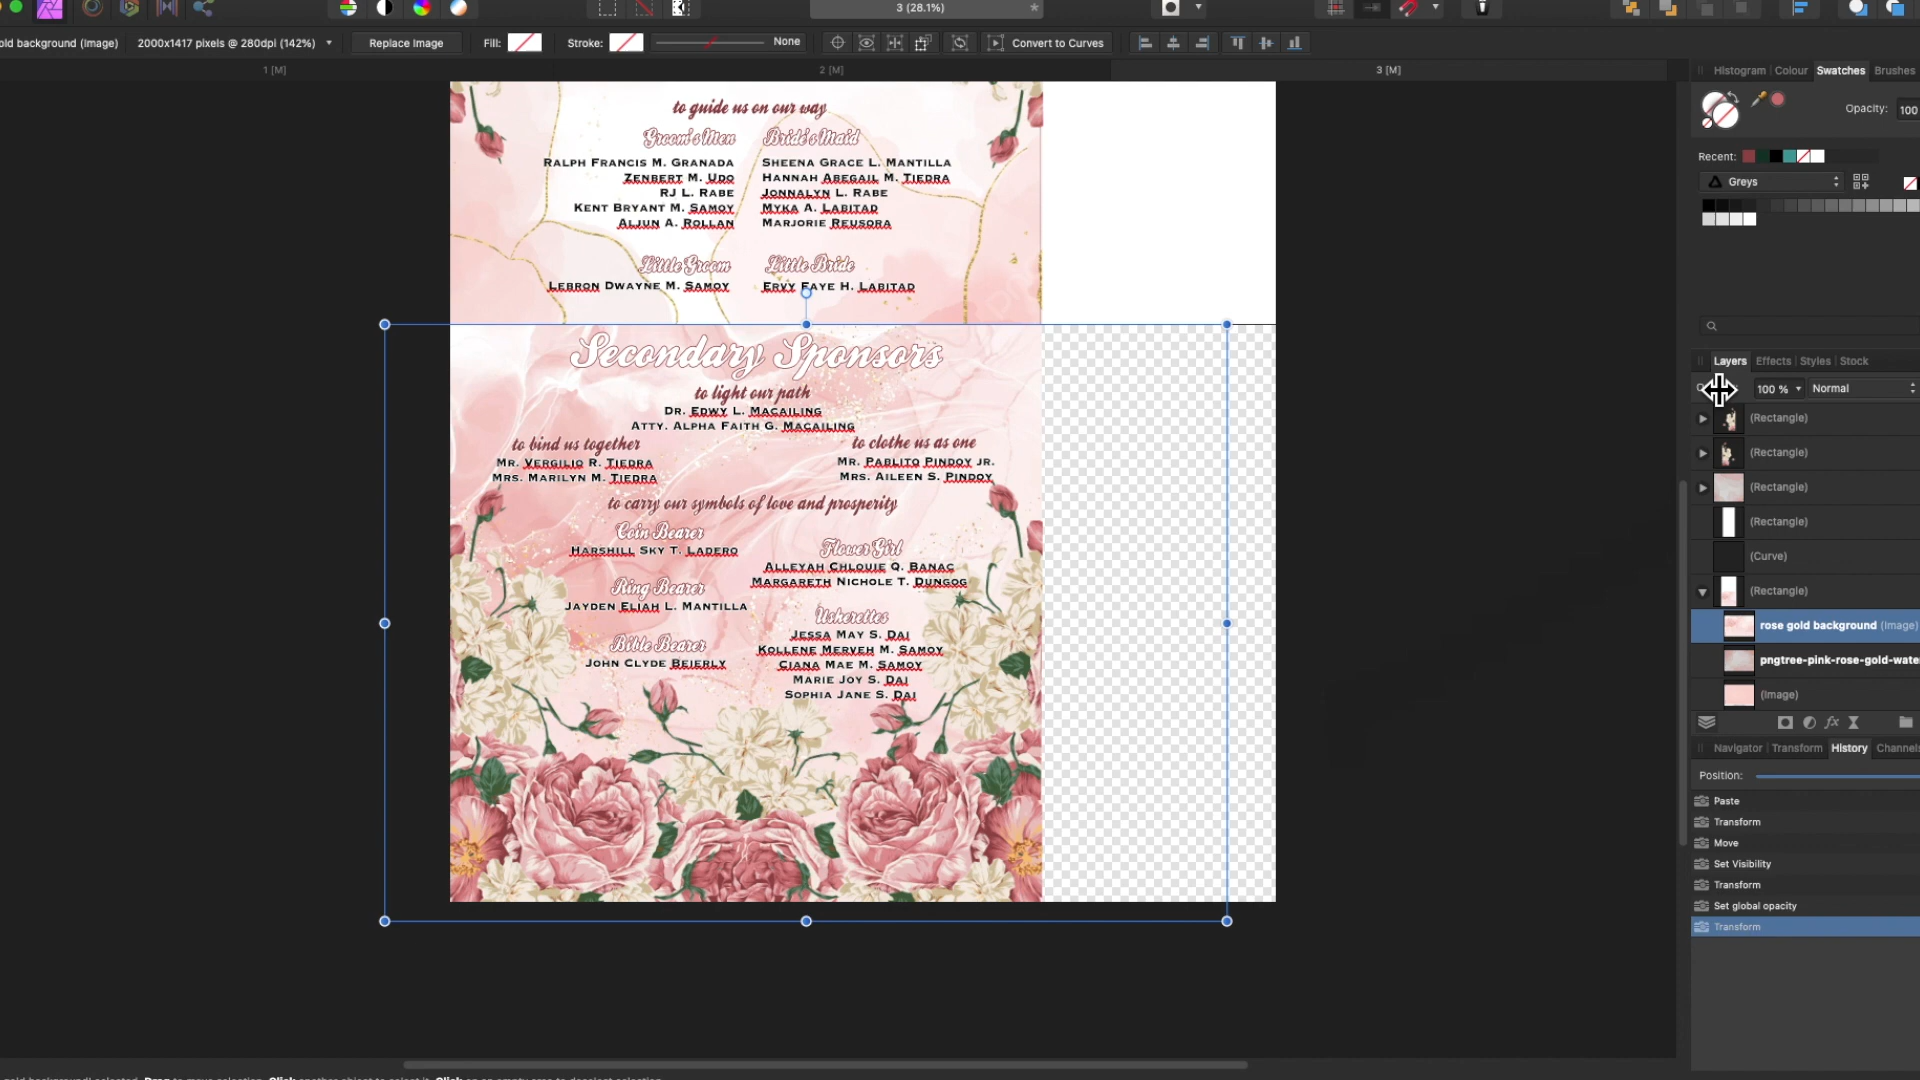 3 (28.1%)
old background (Image)
2000x1417 pixels @ 280dpi (142%)
Replace Image
Fill:
Stroke:
None
Convert to Curves
1 [M]
2 [M]
3 [M]
Histogram
Colour
Swatches
Brushes
Opacity:
100
Recent:
Greys
to guide us on our way
Groom's Men
Bride's Maid
RALPH FRANCIS M. GRANADA
SHEENA GRACE L. MANTILLA
ZENBERT M. UDO
HANNAH ABEGAIL M. TIEDRA
RJ L. RABE
JONNALYN L. RABE
KENT BRYANT M. SAMOY
MYKA A. LABITAD
ALJUN A. ROLLAN
MARJORIE REUSORA
Little Groom
Little Bride
LEBRON DWAYNE M. SAMOY
ERVY FAYE H. LABITAD
Secondary Sponsors
to light our path
DR. EDWY L. MACAILING
ATTY. ALPHA FAITH G. MACAILING
to bind us together
to clothe us as one
MR. VERGILIO R. TIEDRA
MR. PABLITO PINDOY JR.
MRS. MARILYN M. TIEDRA
MRS. AILEEN S. PINDOY
to carry our symbols of love and prosperity
Coin Bearer
HARSHILL SKY T. LADERO
Flower Girl
ALLEYAH CHLOUIE Q. BANAC
MARGARETH NICHOLE T. DUNGOG
Ring Bearer
JAYDEN ELIAH L. MANTILLA
Usherettes
JESSA MAY S. DAI
Bible Bearer
KOLLENE MERVEH M. SAMOY
JOHN CLYDE BEIERLY
CIANA MAE M. SAMOY
MARIE JOY S. DAI
SOPHIA JANE S. DAI
Layers
Effects
Styles
Stock
100 %
Normal
(Rectangle)
(Rectangle)
(Rectangle)
(Rectangle)
(Curve)
(Rectangle)
rose gold background (Image)
pngtree-pink-rose-gold-water
(Image)
Navigator
Transform
History
Channels
Position:
Paste
Transform
Move
Set Visibility
Transform
Set global opacity
Transform